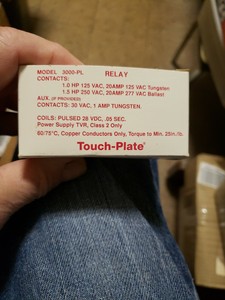 MODEL 3000-PL RELAY
CONTACTS:
1.0 HP 125 VAC, 20AMP 125 VAC Tungsten
1.5 HP 250 VAC, 20AMP 277 VAC Ballast
AUX. (IF PROVIDED)
CONTACTS: 30 VAC, 1 AMP TUNGSTEN.
COILS: PULSED 28 VDC, .05 SEC.
Power Supply TVR, Class 2 Only
60/75°C, Copper Conductors Only, Torque to Min. 25in./lb.
Touch-Plate®